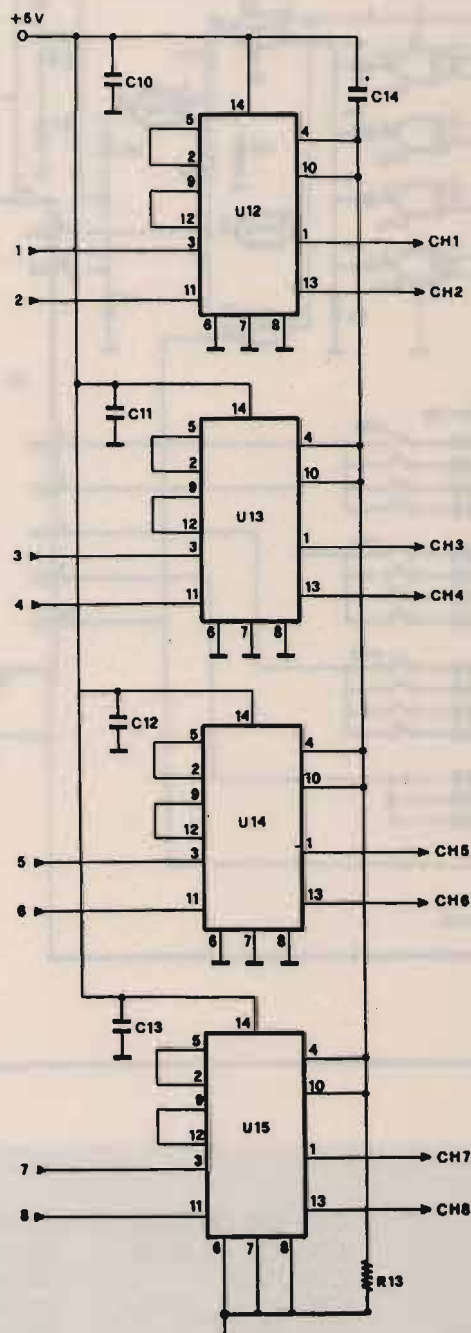 +5V
C10
C14
14
5
4
2
10
9
U12
12
1 3 1 CH1
2 11 13 CH2
6 7 8
C11
14
5
4
2
10
9
U13
12
3 3 1 CH3
4 11 13 CH4
6 7 8
C12
14
5
4
2
10
9
U14
12
5 3 1 CH5
6 11 13 CH6
6 7 8
C13
14
5
4
2
10
9
U15
12
7 3 1 CH7
8 11 13 CH8
6 7 8
R13